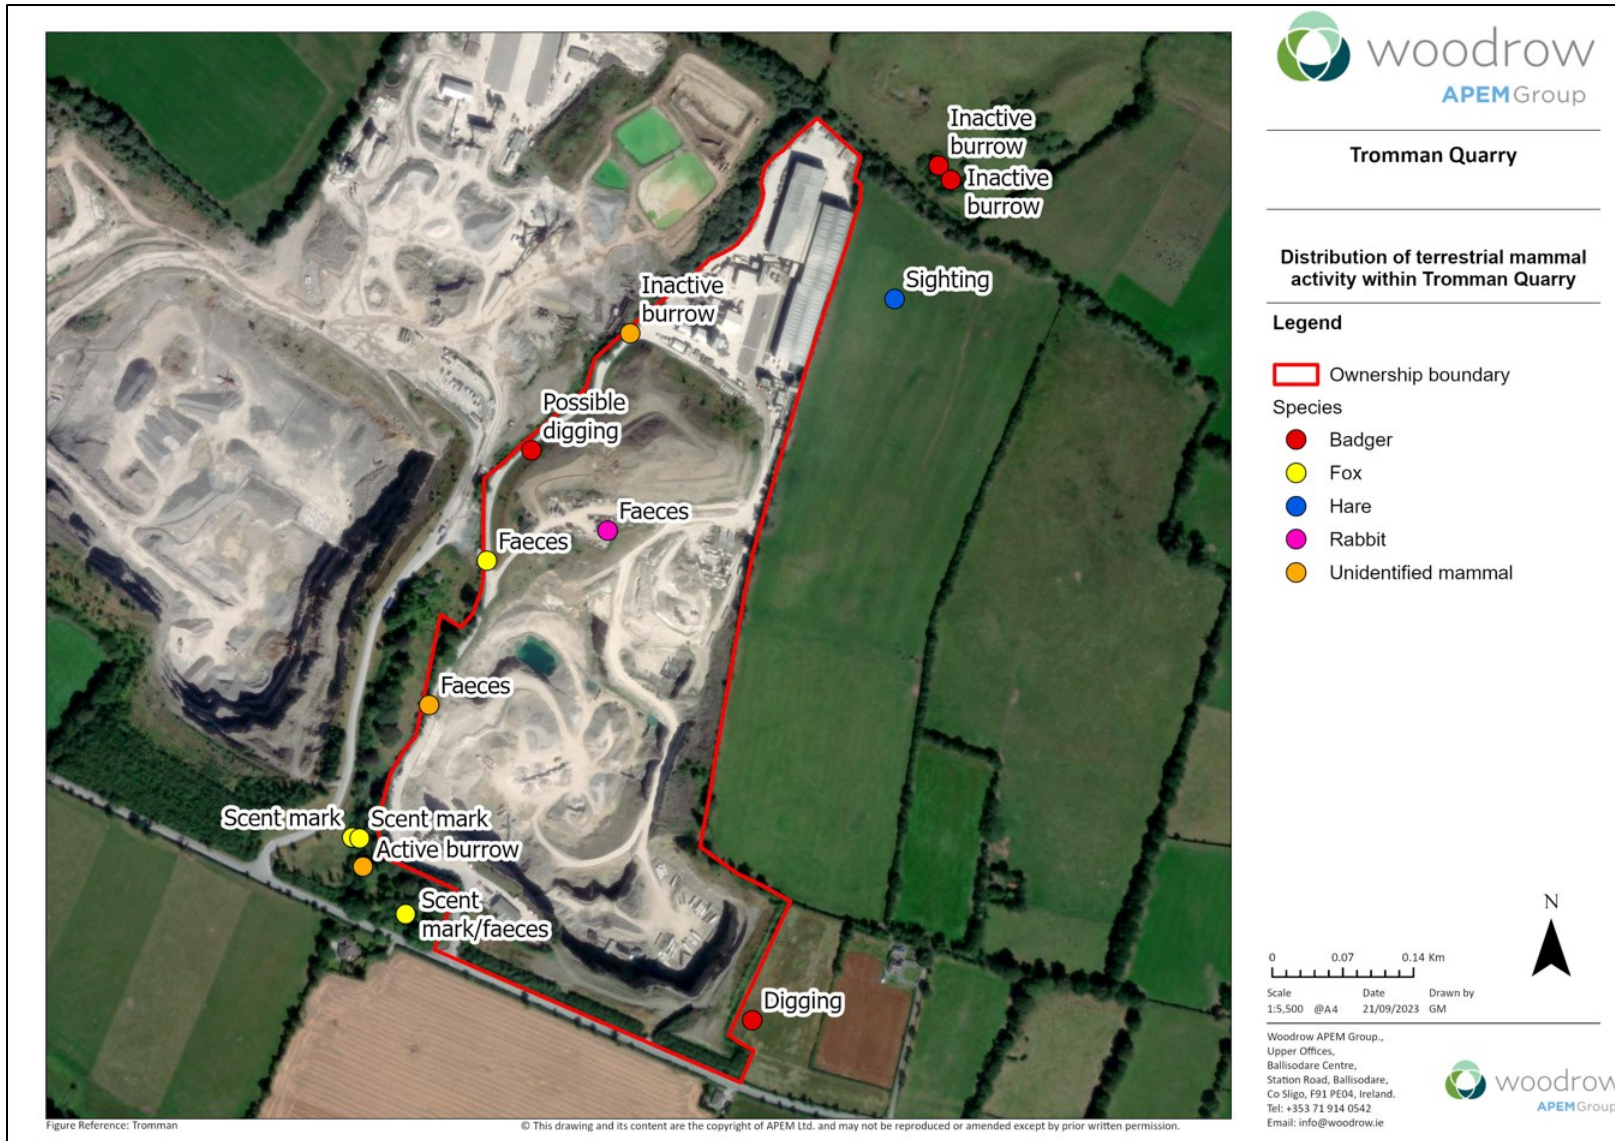 woodrow
APEM Group
Tromman Quarry
Distribution of terrestrial mammal
activity within Tromman Quarry
Legend
Ownership boundary
Species
Badger
Fox
Hare
Rabbit
Unidentified mammal
Inactive
burrow
Inactive
burrow
Sighting
Inactive
burrow
Possible
digging
Faeces
Faeces
Faeces
Scent mark
Scent mark
Active burrow
Scent
mark/faeces
Digging
N
0 0.07 0.14 Km
Scale Date Drawn by
1:5,500 @A4 21/09/2023 GM
Woodrow APEM Group.,
Upper Offices,
Ballisodare Centre,
Station Road, Ballisodare,
Co Sligo, F91 PE04, Ireland.
Tel: +353 71 914 0542
Email: info@woodrow.ie
woodrow
APEM Group
Figure Reference: Tromman
© This drawing and its content are the copyright of APEM Ltd. and may not be reproduced or amended except by prior written permission.